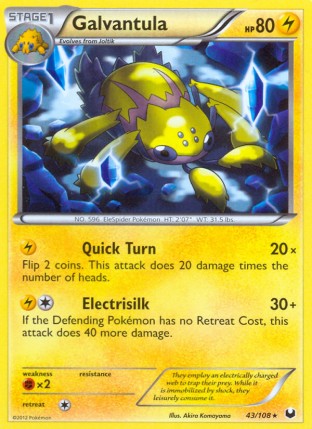 STAGE1 Galvantula HP80
Evolves from Joltik
NO. 596 EleSpider Pokémon HT: 2'07" WT: 31.5 lbs.
Quick Turn 20×
Flip 2 coins. This attack does 20 damage times
the number of heads.
Electrisilk 30+
If the Defending Pokémon has no Retreat Cost, this
attack does 40 more damage.
weakness resistance
×2
retreat
They employ an electrically charged
web to trap their prey. While it
is immobilized by shock, they
leisurely consume it.
©2012 Pokémon
Illus. Akira Komayama 43/108